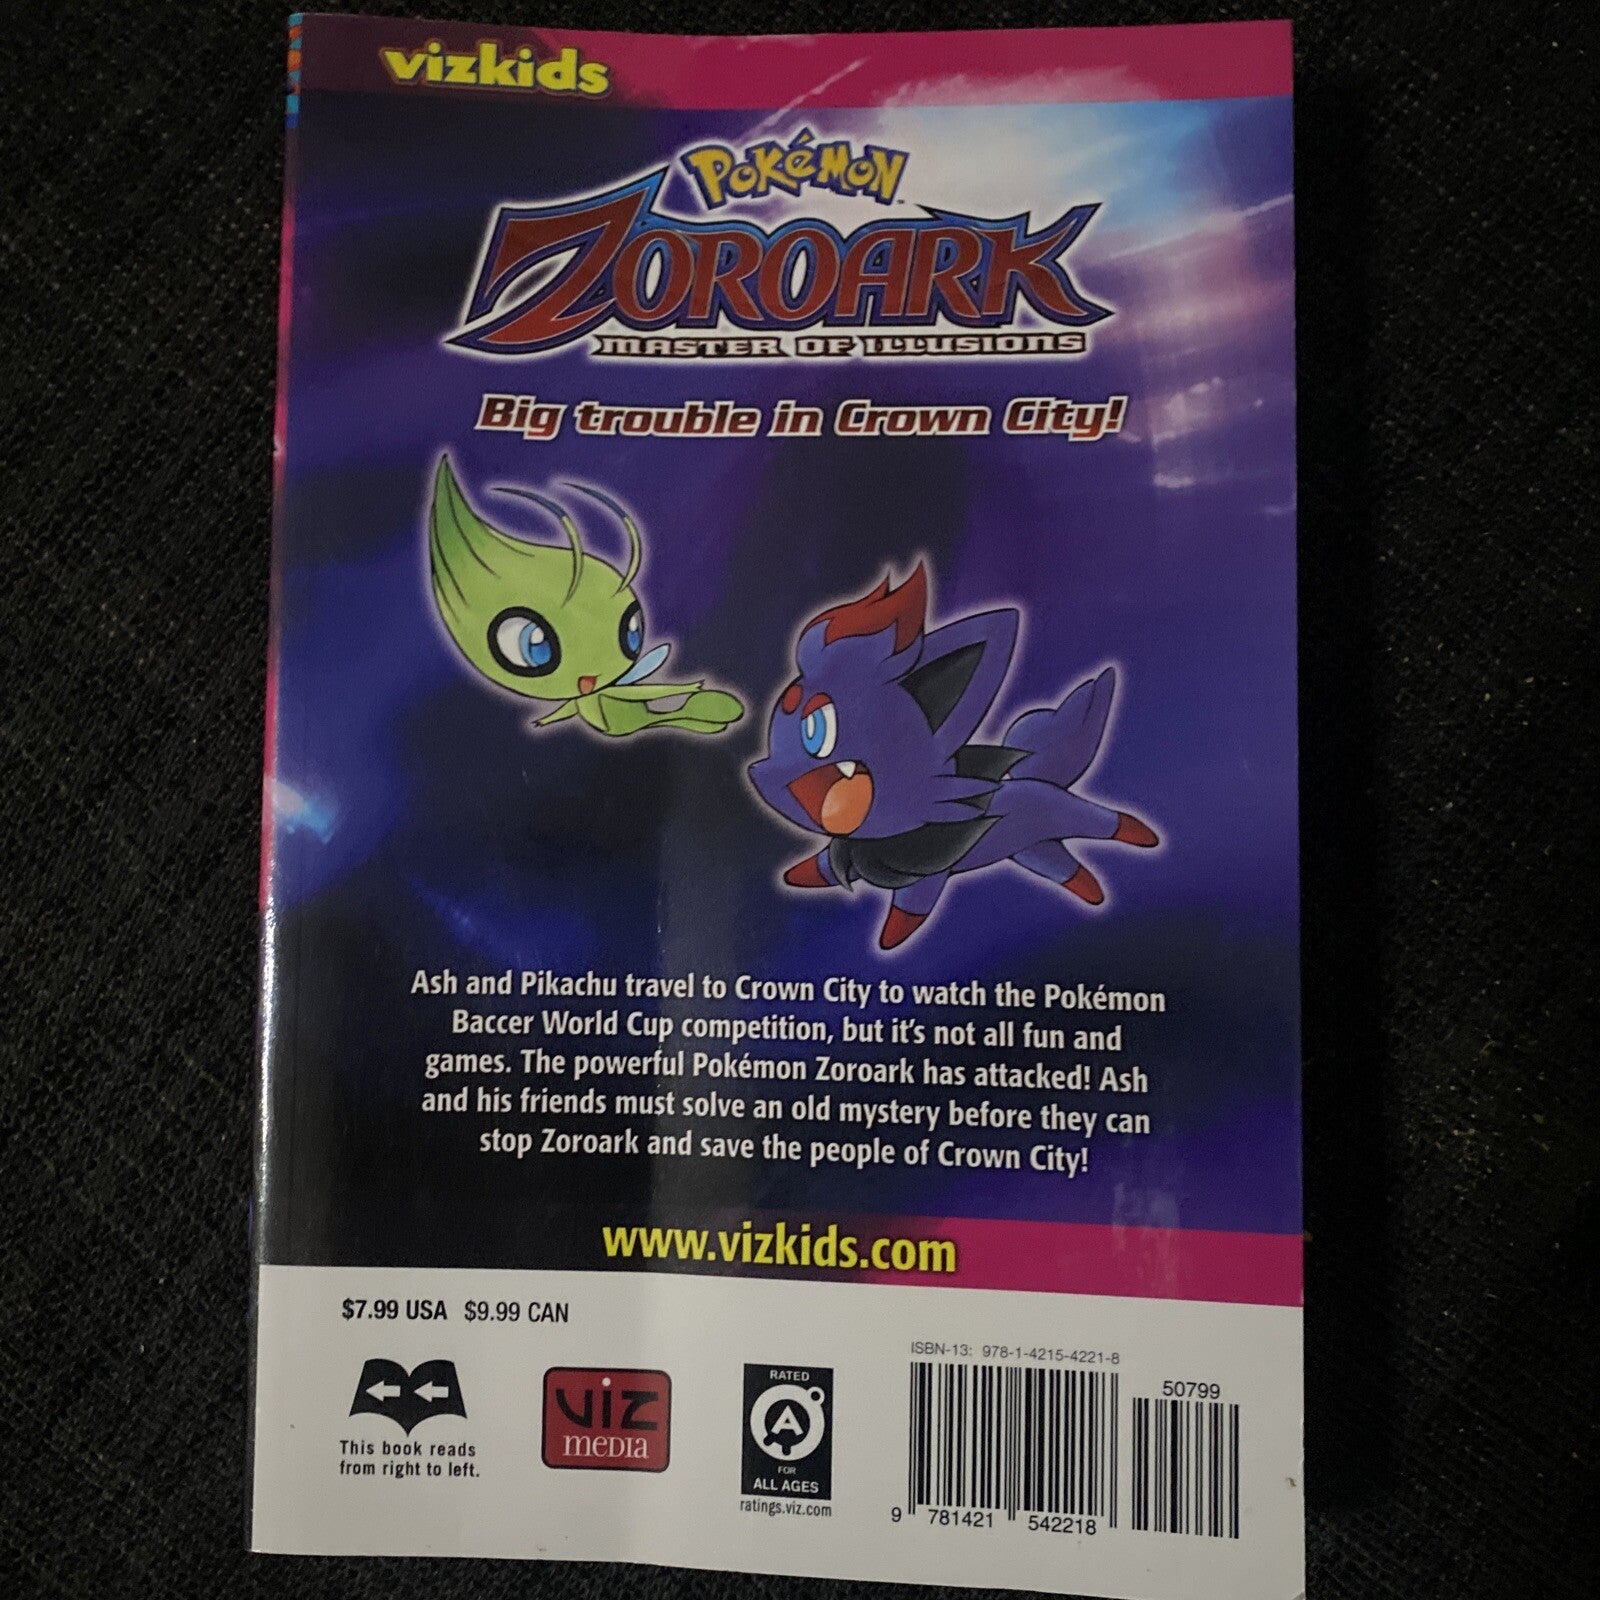 vizkids
POKéMON
ZOROARK
MASTER OF ILLUSIONS
Big trouble in Crown City!
Ash and Pikachu travel to Crown City to watch the Pokémon
Baccer World Cup competition, but it's not all fun and
games. The powerful Pokémon Zoroark has attacked! Ash
and his friends must solve an old mystery before they can
stop Zoroark and save the people of Crown City!
www.vizkids.com
$7.99 USA $9.99 CAN
This book reads
from right to left.
VIZ
MEDIA
RATED
A
FOR
ALL AGES
ratings.viz.com
ISBN-13: 978-1-4215-4221-8
50799
9 781421 542218